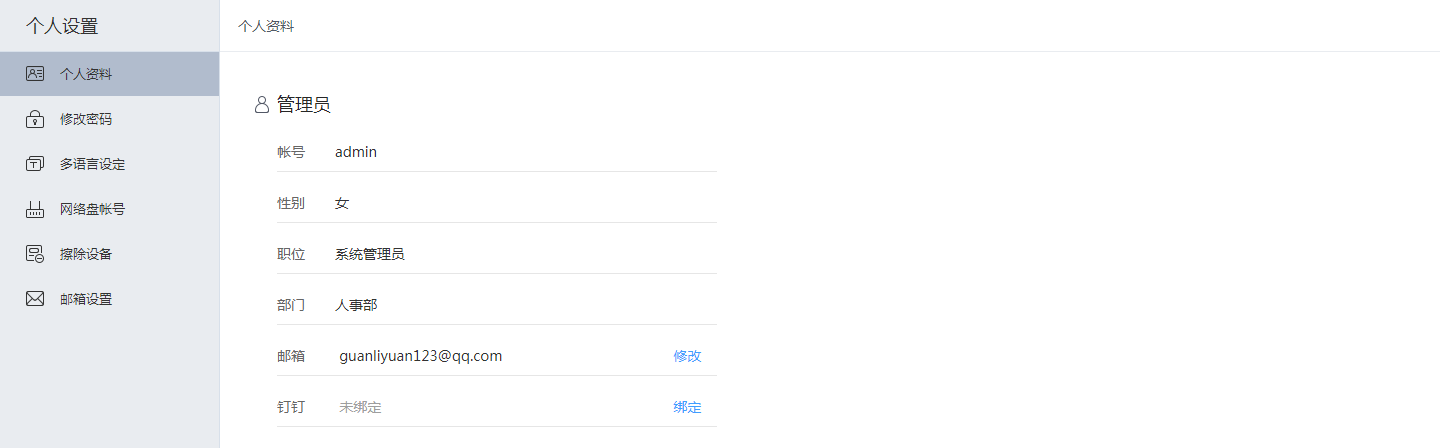 个人设置
个人资料
修改密码
多语言设定
网络盘帐号
擦除设备
邮箱设置
个人资料
管理员
帐号 admin
性别 女
职位 系统管理员
部门 人事部
邮箱 guanliyuan123@qq.com 修改
钉钉 未绑定 绑定